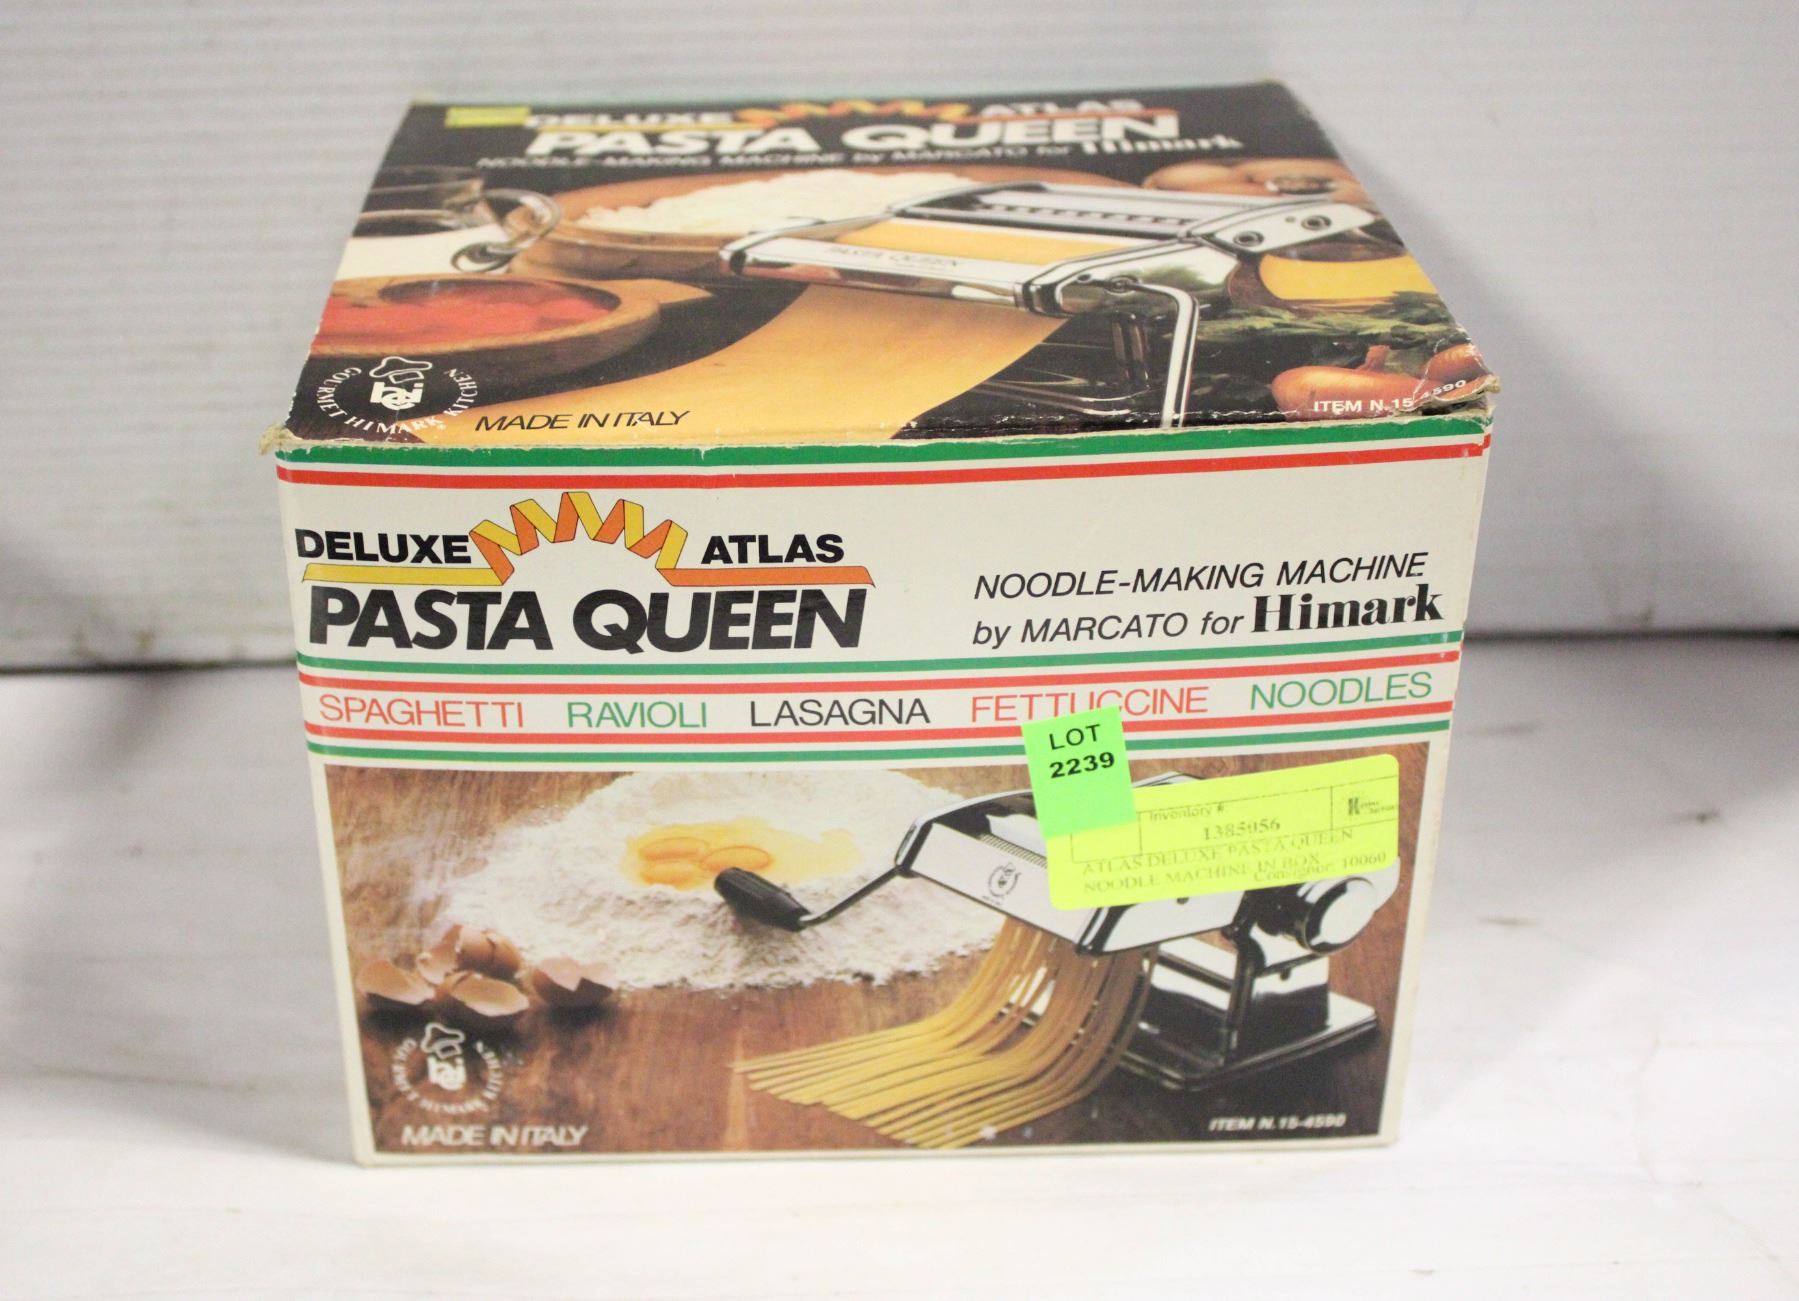 DELUXE ATLAS
PASTA QUEEN
NOODLE-MAKING MACHINE by MARCATO for Himark
PASTA QUEEN
GOURMET HIMARK KITCHEN
MADE IN ITALY
ITEM N. 15-4590
DELUXE ATLAS
PASTA QUEEN
NOODLE-MAKING MACHINE
by MARCATO for Himark
SPAGHETTI RAVIOLI LASAGNA FETTUCCINE NOODLES
LOT
2239
Inventory #:
1385056
ATLAS DELUXE PASTA QUEEN
NOODLE MACHINE IN BOX
Consignor: 10060
GOURMET HIMARK KITCHEN
MADE IN ITALY
ITEM N. 15-4590